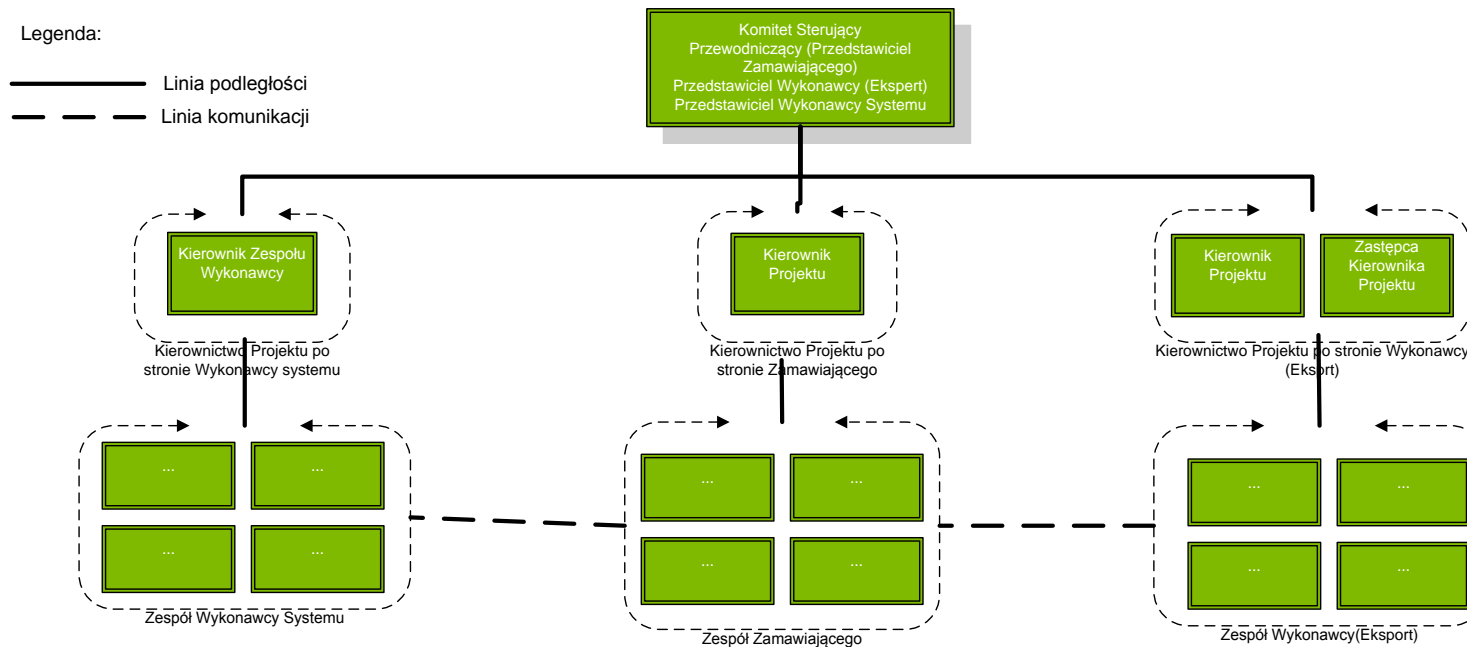 Legenda:
Linia podległości
Linia komunikacji
Komitet Sterujący
Przewodniczący (Przedstawiciel
Zamawiającego)
Przedstawiciel Wykonawcy (Ekspert)
Przedstawiciel Wykonawcy Systemu
Kierownik Zespołu
Wykonawcy
Kierownictwo Projektu po
stronie Wykonawcy systemu
Kierownik
Projektu
Kierownictwo Projektu po
stronie Zamawiającego
Kierownik
Projektu
Zastępca
Kierownika
Projektu
Kierownictwo Projektu po stronie Wykonawcy
(Eksport)
...
...
...
...
Zespół Wykonawcy Systemu
...
...
...
...
Zespół Zamawiającego
...
...
...
...
Zespół Wykonawcy(Eksport)